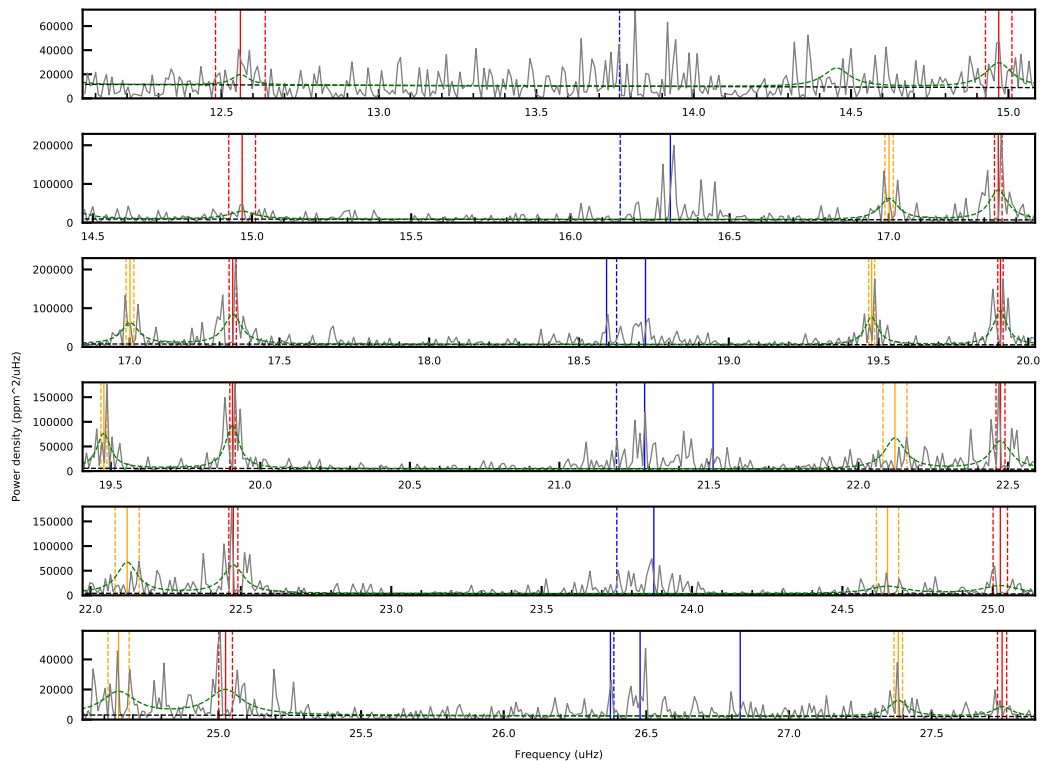 60000
40000
20000
0
12.5 13.0 13.5 14.0 14.5 15.0
200000
100000
0
14.5 15.0 15.5 16.0 16.5 17.0
200000
100000
0
17.0 17.5 18.0 18.5 19.0 19.5 20.0
Power density (ppm^2/uHz)
150000
100000
50000
0
19.5 20.0 20.5 21.0 21.5 22.0 22.5
150000
100000
50000
0
22.0 22.5 23.0 23.5 24.0 24.5 25.0
40000
20000
0
25.0 25.5 26.0 26.5 27.0 27.5
Frequency (uHz)